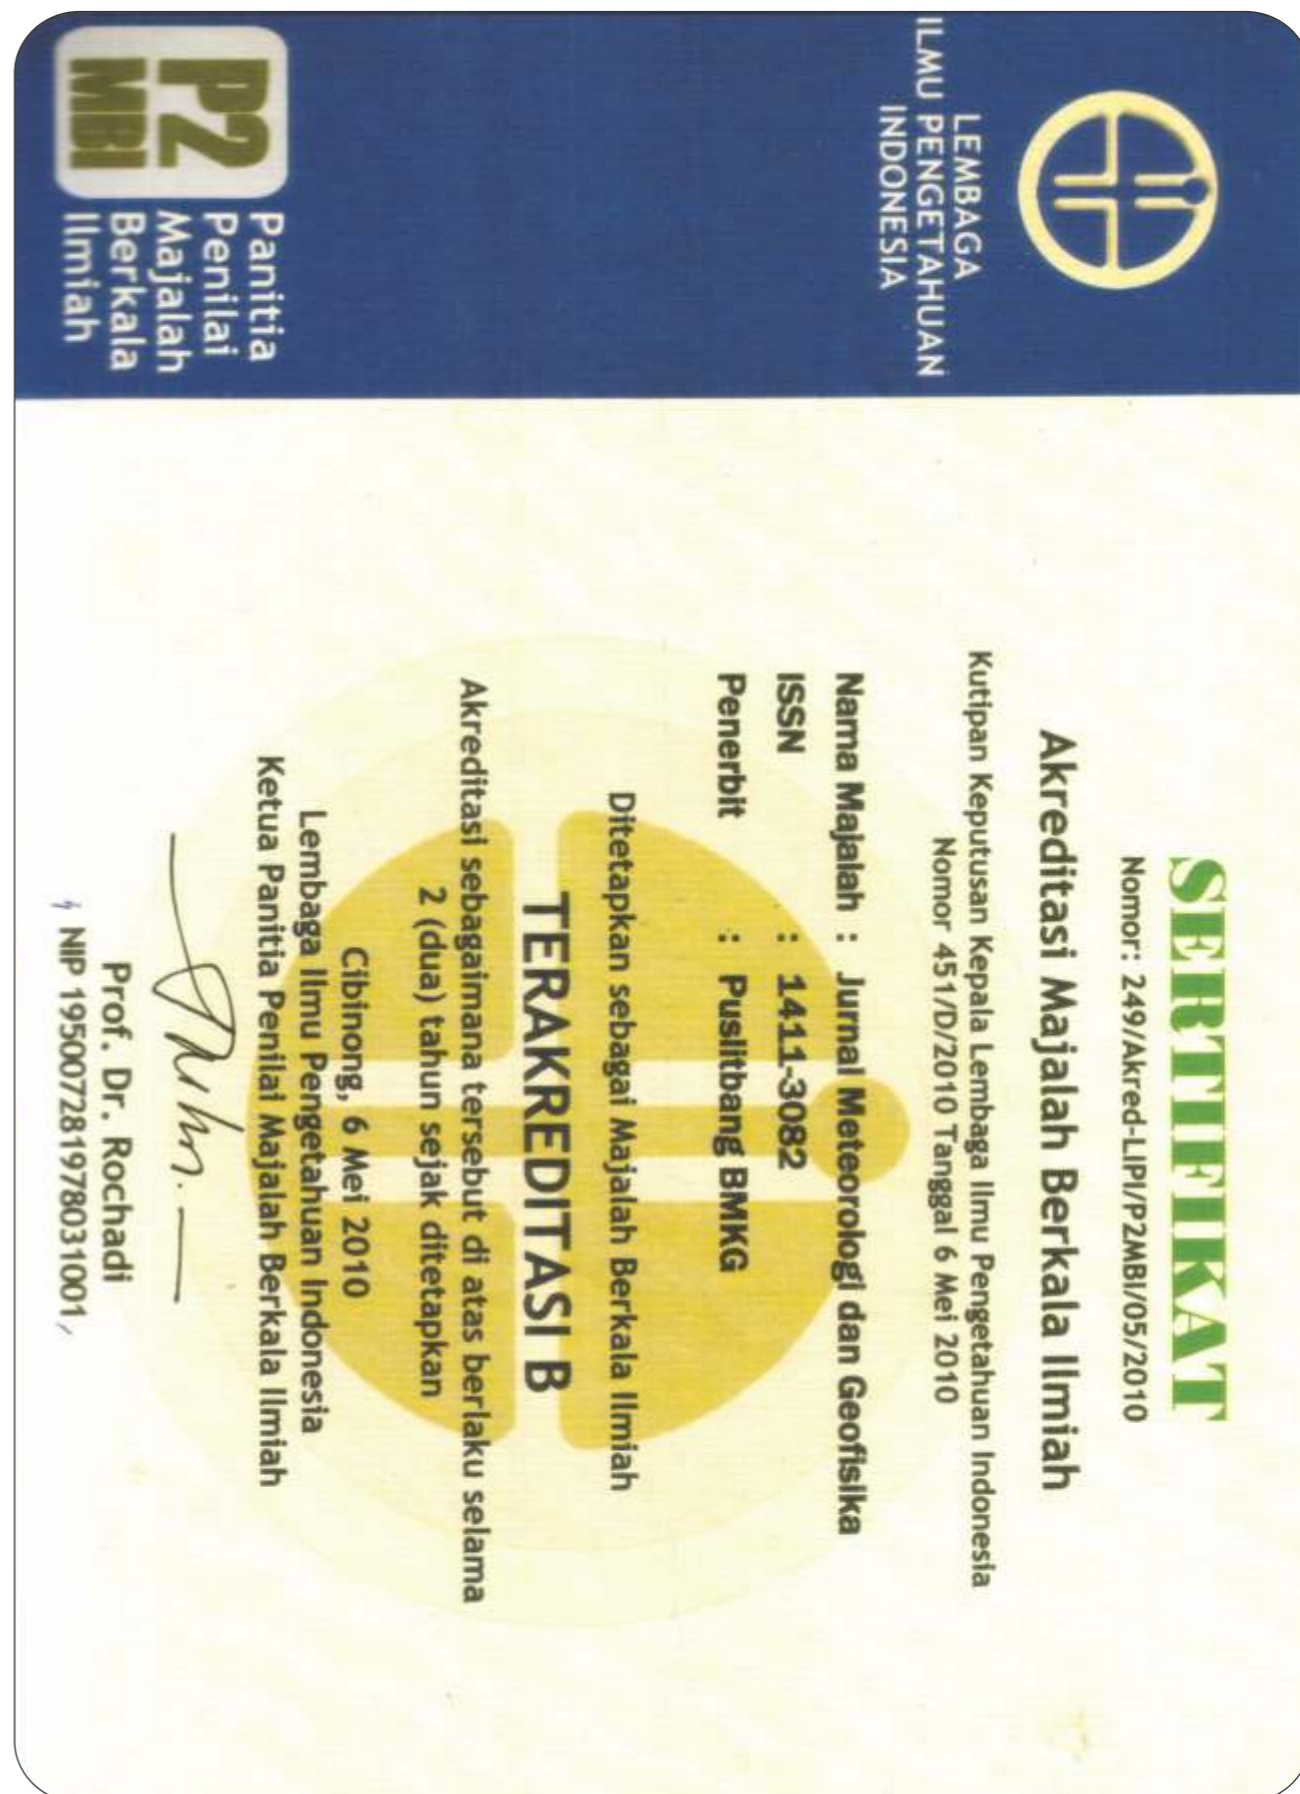 LEMBAGA
ILMU PENGETAHUAN
INDONESIA
P2
MBI
Panitia
Penilai
Majalah
Berkala
Ilmiah
SERTIFIKAT
Nomor: 249/Akred-LIPI/P2MBI/05/2010
Akreditasi Majalah Berkala Ilmiah
Kutipan Keputusan Kepala Lembaga Ilmu Pengetahuan Indonesia
Nomor 451/D/2010 Tanggal 6 Mei 2010
Nama Majalah : Jurnal Meteorologi dan Geofisika
ISSN : 1411-3082
Penerbit : Puslitbang BMKG
Ditetapkan sebagai Majalah Berkala Ilmiah
TERAKREDITASI B
Akreditasi sebagaimana tersebut di atas berlaku selama
2 (dua) tahun sejak ditetapkan
Cibinong, 6 Mei 2010
Lembaga Ilmu Pengetahuan Indonesia
Ketua Panitia Penilai Majalah Berkala Ilmiah
Prof. Dr. Rochadi
NIP 195007281978031001,